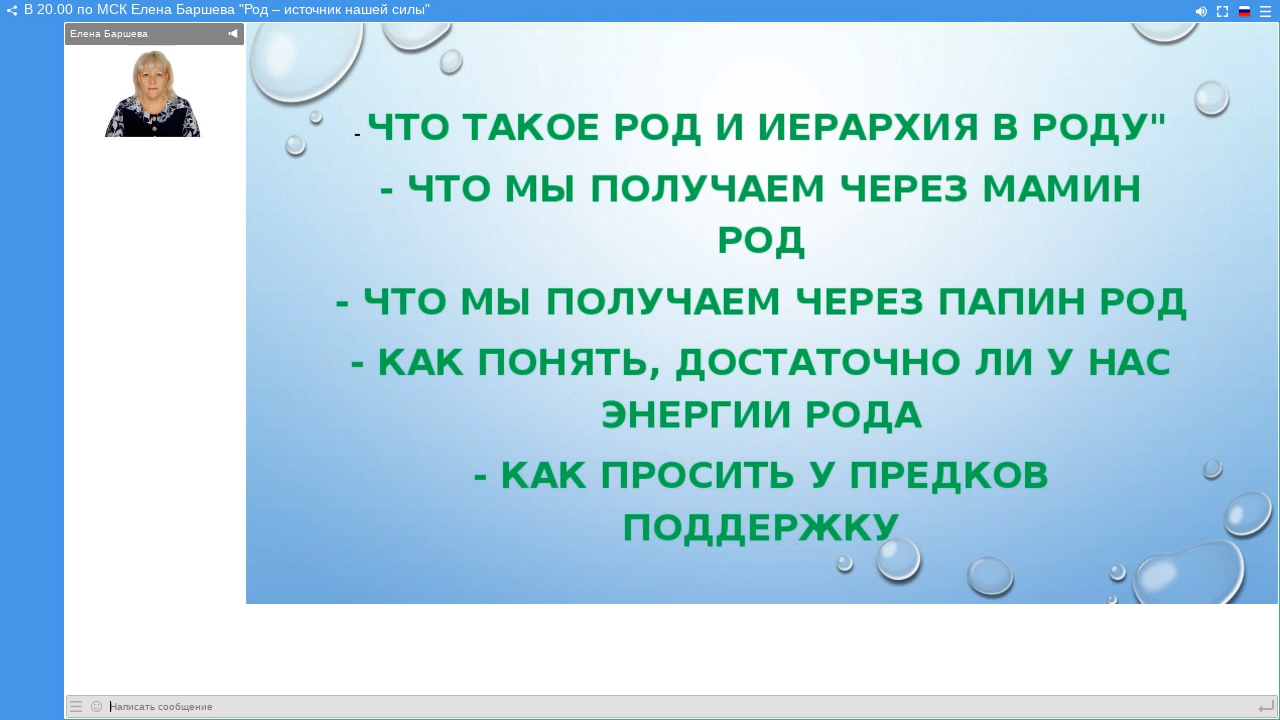 В 20.00 по МСК Елена Баршева "Род – источник нашей силы"
Елена Баршева
- ЧТО ТАКОЕ РОД И ИЕРАРХИЯ В РОДУ"
- ЧТО МЫ ПОЛУЧАЕМ ЧЕРЕЗ МАМИН
РОД
- ЧТО МЫ ПОЛУЧАЕМ ЧЕРЕЗ ПАПИН РОД
- КАК ПОНЯТЬ, ДОСТАТОЧНО ЛИ У НАС
ЭНЕРГИИ РОДА
- КАК ПРОСИТЬ У ПРЕДКОВ
ПОДДЕРЖКУ
Написать сообщение